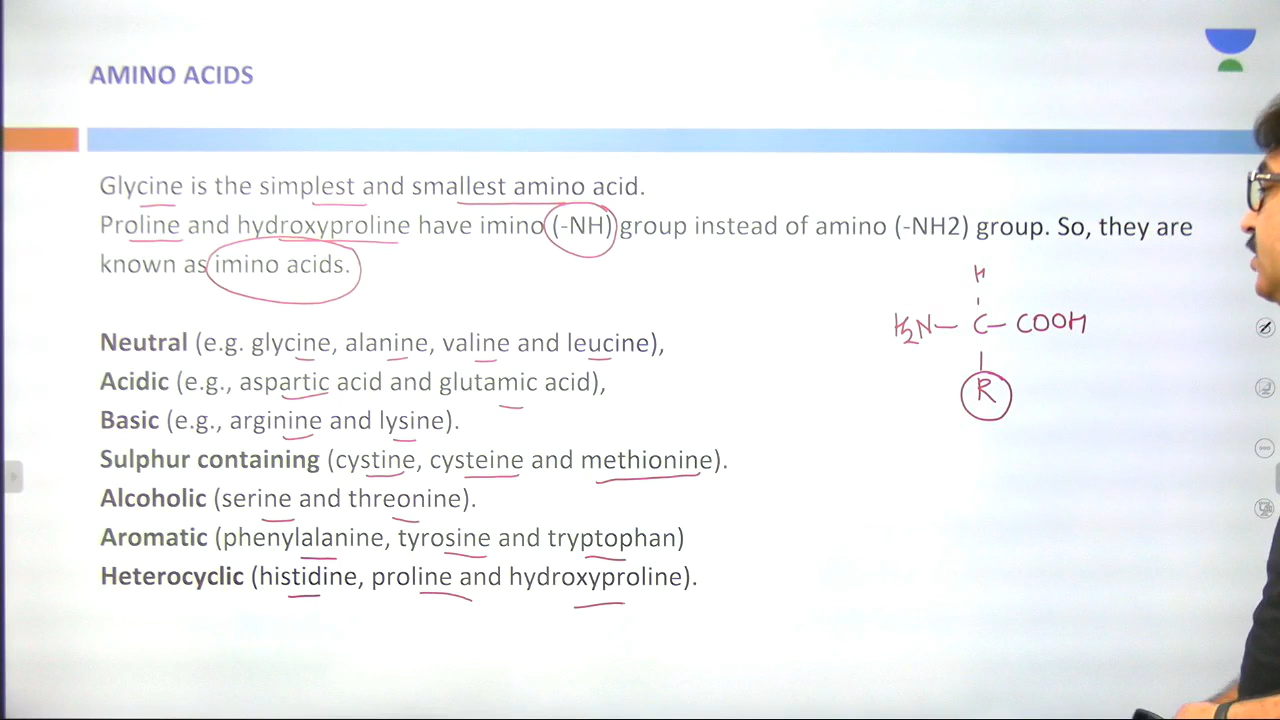 AMINO ACIDS
Glycine is the simplest and smallest amino acid.
Proline and hydroxyproline have imino (-NH) group instead of amino (-NH2) group. So, they are
known as imino acids.
H
H2N – C – COOH
R
Neutral (e.g. glycine, alanine, valine and leucine),
Acidic (e.g., aspartic acid and glutamic acid),
Basic (e.g., arginine and lysine).
Sulphur containing (cystine, cysteine and methionine).
Alcoholic (serine and threonine).
Aromatic (phenylalanine, tyrosine and tryptophan)
Heterocyclic (histidine, proline and hydroxyproline).